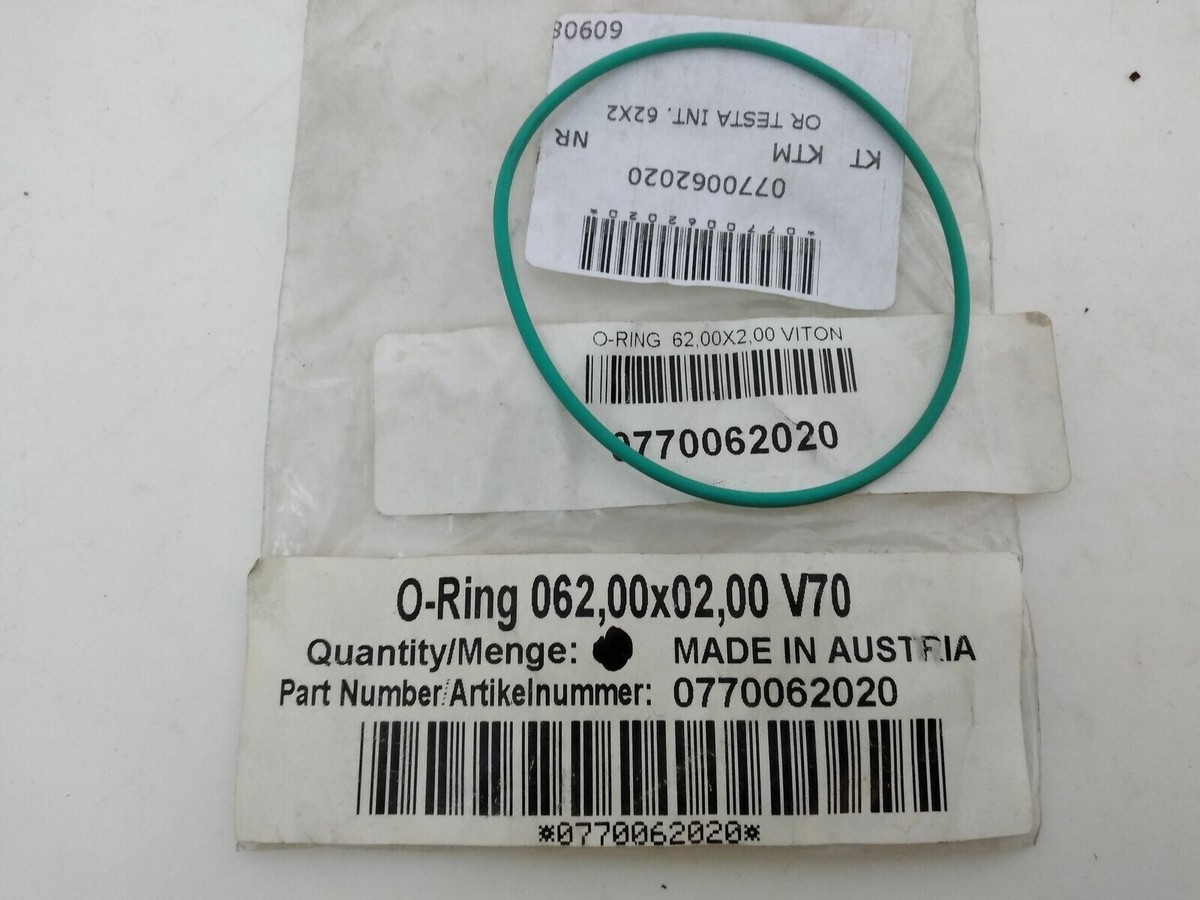 0770062020
*0770062020*
KT KTM NR
OR TESTA INT. 62X2
O-RING 62,00X2,00 VITON
0770062020
O-Ring 062,00x02,00 V70
Quantity/Menge: MADE IN AUSTRIA
Part Number/Artikelnummer: 0770062020
*0770062020*